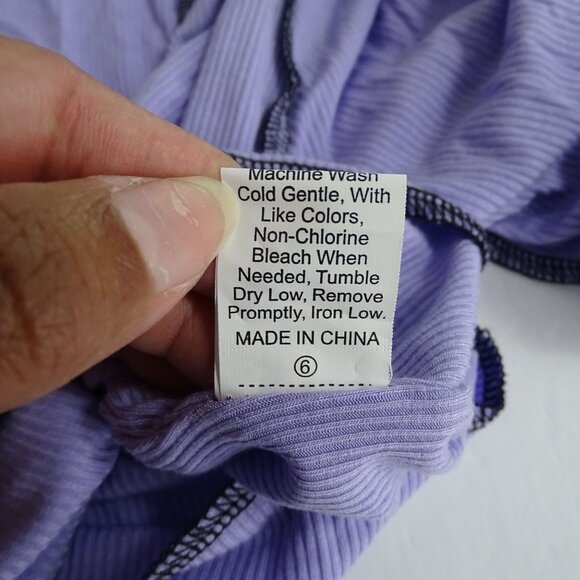 Machine Wash
Cold Gentle, With
Like Colors,
Non-Chlorine
Bleach When
Needed, Tumble
Dry Low, Remove
Promptly, Iron Low.
MADE IN CHINA
⑥